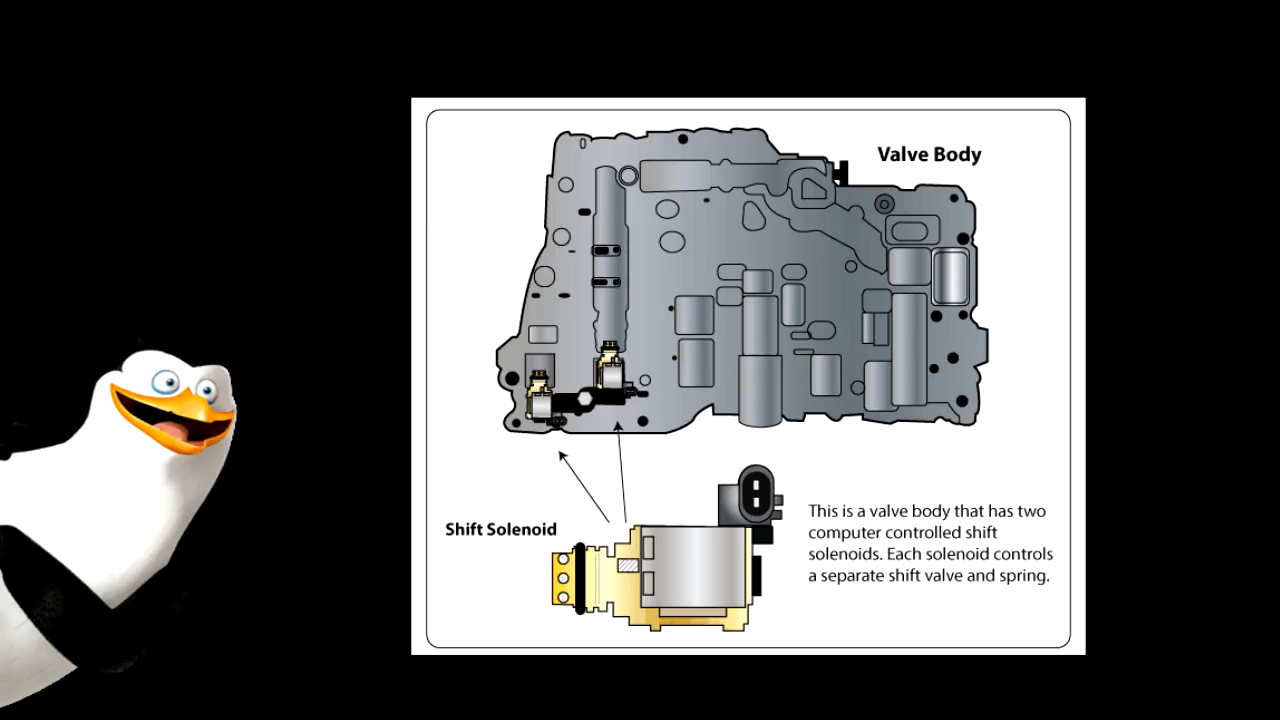 Valve Body
Shift Solenoid
This is a valve body that has two
computer controlled shift
solenoids. Each solenoid controls
a separate shift valve and spring.